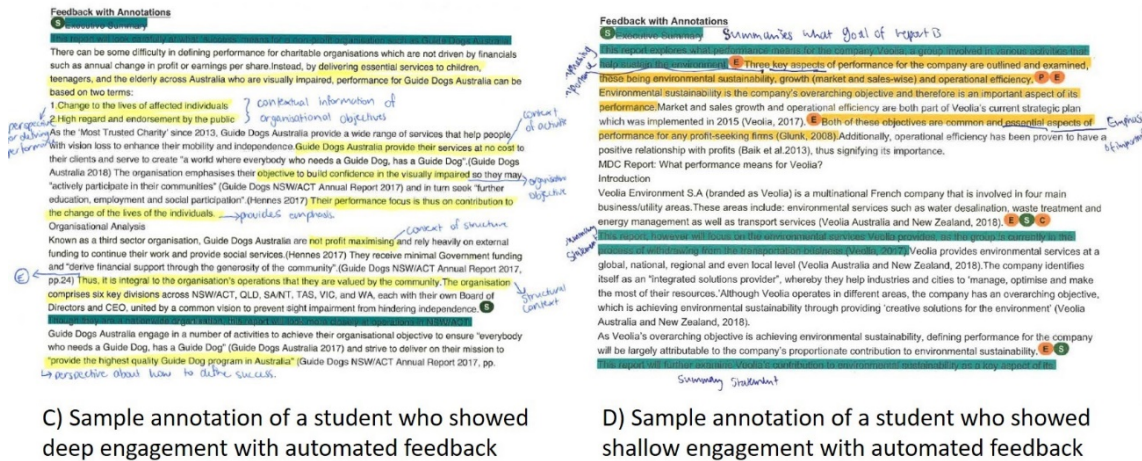 Feedback with Annotations
S Executive Summary
This report will look carefully at what success means for a non-profit organisation such as Guide Dogs Australia.
There can be some difficulty in defining performance for charitable organisations which are not driven by financials
such as annual change in profit or earnings per share.Instead, by delivering essential services to children,
teenagers, and the elderly across Australia who are visually impaired, performance for Guide Dogs Australia can be
based on two terms:
1.Change to the lives of affected individuals
2.High regard and endorsement by the public
contextual information of
organisational objectives
As the 'Most Trusted Charity' since 2013, Guide Dogs Australia provide a wide range of services that help people
with vision loss to enhance their mobility and independence.Guide Dogs Australia provide their services at no cost to
their clients and serve to create "a world where everybody who needs a Guide Dog, has a Guide Dog".(Guide Dogs
Australia 2018) The organisation emphasises their objective to build confidence in the visually impaired so they may
"actively participate in their communities" (Guide Dogs NSW/ACT Annual Report 2017) and in turn seek "further
education, employment and social participation".(Hennes 2017) Their performance focus is thus on contribution to
the change of the lives of the individuals.
provides emphasis
perspective
on defining
performance
context
of activity
organisation
objective
Organisational Analysis
context of structure
Known as a third sector organisation, Guide Dogs Australia are not profit maximising and rely heavily on external
funding to continue their work and provide social services.(Hennes 2017) They receive minimal Government funding
and "derive financial support through the generosity of the community".(Guide Dogs NSW/ACT Annual Report 2017,
pp.24) Thus, it is integral to the organisation's operations that they are valued by the community.The organisation
comprises six key divisions across NSW/ACT, QLD, SA/NT, TAS, VIC, and WA, each with their own Board of
Directors and CEO, united by a common vision to prevent sight impairment from hindering independence. S
E
structural
context
Guide Dogs Australia engage in a number of activities to achieve their organisational objective to ensure "everybody
who needs a Guide Dog, has a Guide Dog" (Guide Dogs Australia 2017) and strive to deliver on their mission to
"provide the highest quality Guide Dog program in Australia" (Guide Dogs NSW/ACT Annual Report 2017, pp.
perspective about how to define success.
C) Sample annotation of a student who showed
deep engagement with automated feedback
Feedback with Annotations
S Executive Summary
Summarises what goal of report is
This report explores what performance means for the company Veolia, a group involved in various activities that
help sustain the environment. E Three key aspects of performance for the company are outlined and examined,
these being environmental sustainability, growth (market and sales-wise) and operational efficiency. P E
Environmental sustainability is the company's overarching objective and therefore is an important aspect of its
performance.Market and sales growth and operational efficiency are both part of Veolia's current strategic plan
which was implemented in 2015 (Veolia, 2017). E Both of these objectives are common and essential aspects of
performance for any profit-seeking firms (Glunk, 2008).Additionally, operational efficiency has been proven to have a
positive relationship with profits (Baik et al.2013), thus signifying its importance.
Emphasis
of importance
MDC Report: What performance means for Veolia?
Introduction
Veolia Environment S.A (branded as Veolia) is a multinational French company that is involved in four main
business/utility areas.These areas include: environmental services such as water desalination, waste treatment and
energy management as well as transport services (Veolia Australia and New Zealand, 2018). E S C
This report, however will focus on the environmental services Veolia provides, as the group is currently in the
process of withdrawing from the transportation business (Veolia, 2017).Veolia provides environmental services at a
global, national, regional and even local level (Veolia Australia and New Zealand, 2018).The company identifies
itself as an "integrated solutions provider", whereby they help industries and cities to 'manage, optimise and make
the most of their resources.'Although Veolia operates in different areas, the company has an overarching objective,
which is achieving environmental sustainability through providing 'creative solutions for the environment' (Veolia
Australia and New Zealand, 2018).
summary
statement
As Veolia's overarching objective is achieving environmental sustainability, defining performance for the company
will be largely attributable to the company's proportionate contribution to environmental sustainability. E S
This report will further examine Veolia's contribution to environmental sustainability as a key aspect of its
Summary statement
D) Sample annotation of a student who showed
shallow engagement with automated feedback